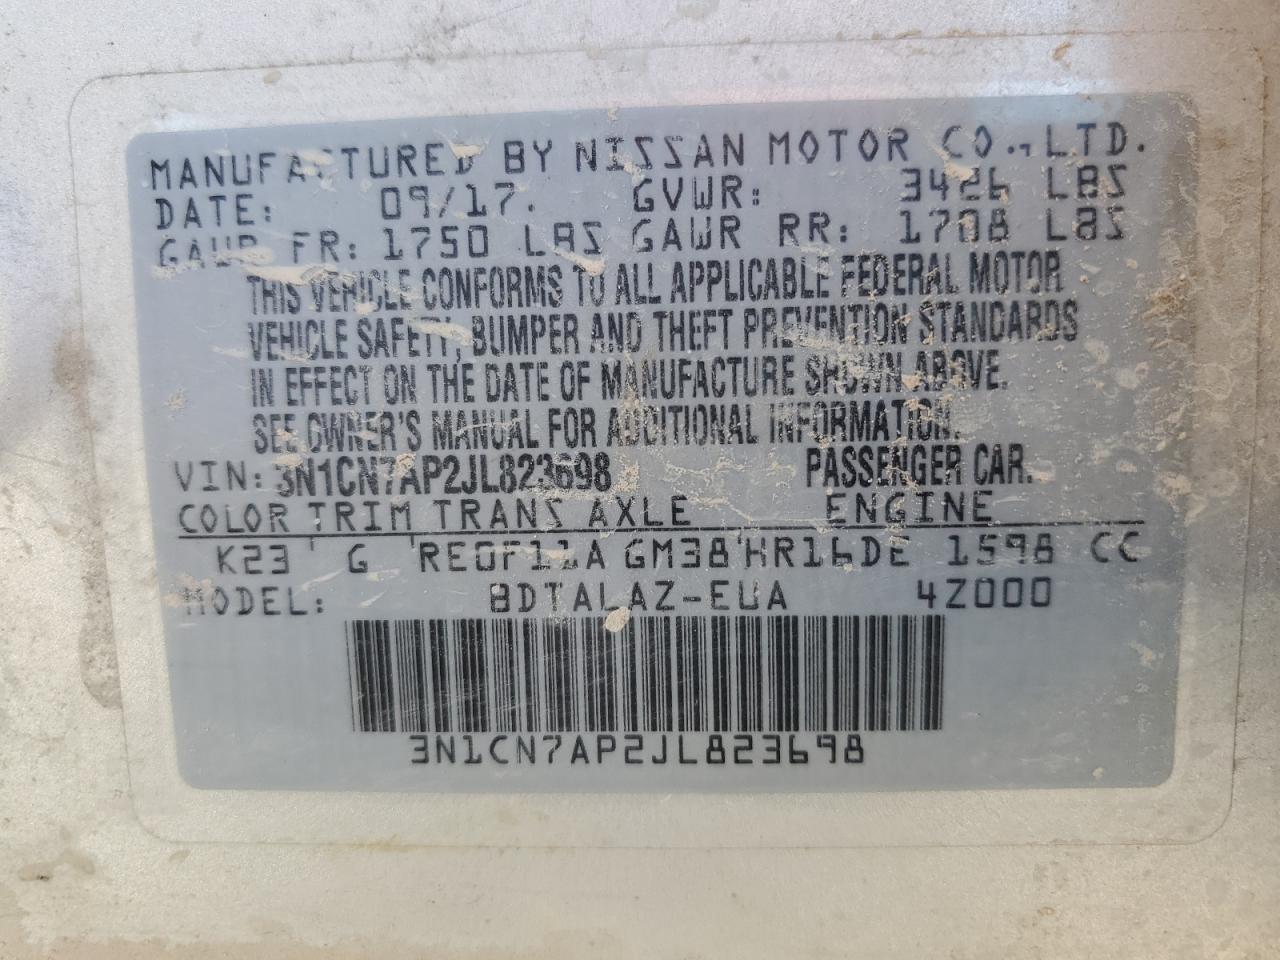 MANUFACTURED BY NISSAN MOTOR CO., LTD.
DATE: 09/17. GVWR: 3426 LBS
GAWR FR: 1750 LBS GAWR RR: 1708 LBS
THIS VEHICLE CONFORMS TO ALL APPLICABLE FEDERAL MOTOR
VEHICLE SAFETY, BUMPER AND THEFT PREVENTION STANDARDS
IN EFFECT ON THE DATE OF MANUFACTURE SHOWN ABOVE.
SEE OWNER'S MANUAL FOR ADDITIONAL INFORMATION.
VIN: 3N1CN7AP2JL823698 PASSENGER CAR.
COLOR TRIM TRANS AXLE ENGINE
K23 G RE0F11A GM38 HR16DE 1598 CC
MODEL: BDTALAZ-EUA 4Z000
3N1CN7AP2JL823698